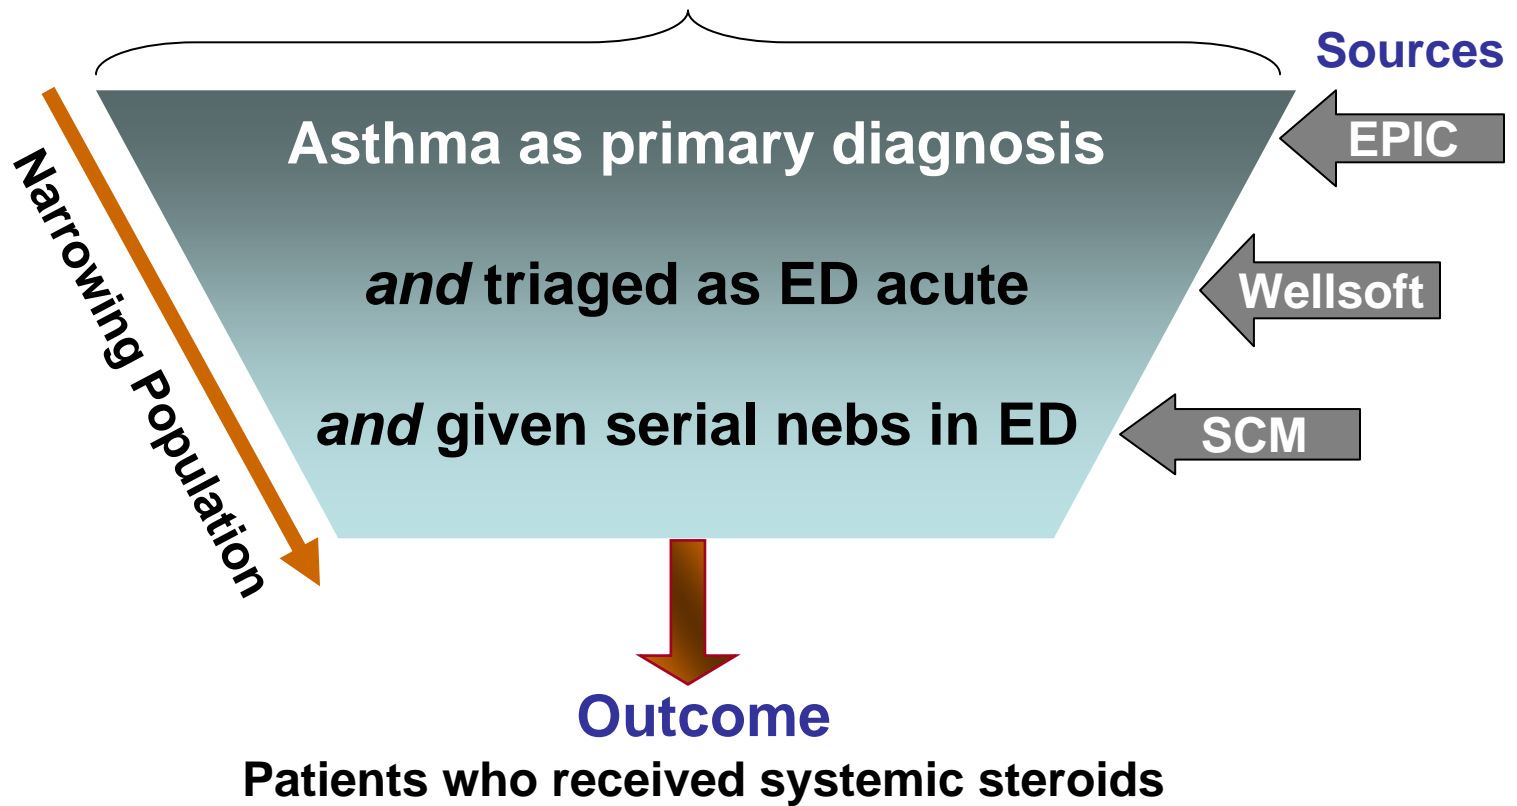 Sources
Asthma as primary diagnosis
EPIC
and triaged as ED acute
Wellsoft
and given serial nebs in ED
SCM
Narrowing Population
Outcome
Patients who received systemic steroids